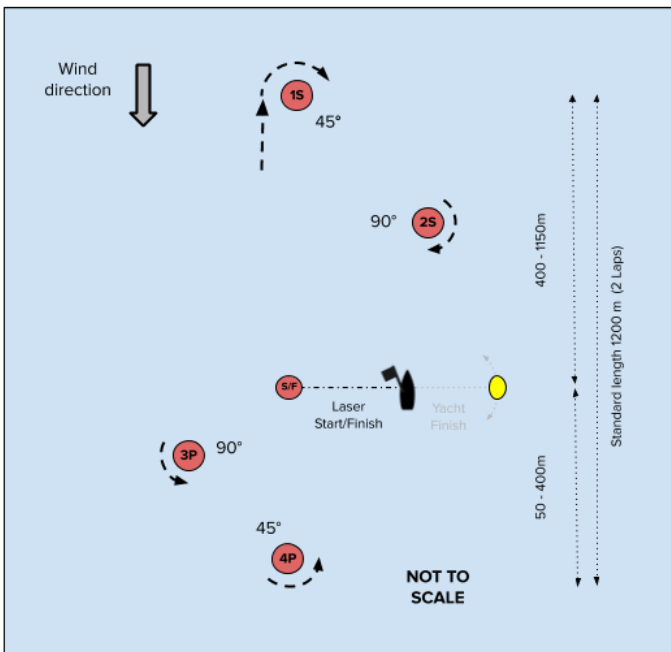 Wind
direction
1S
45°
90°
2S
400 - 1150m
Standard length 1200 m (2 Laps)
S/F
Laser
Start/Finish
Yacht
Finish
3P
90°
50 - 400m
45°
4P
NOT TO
SCALE